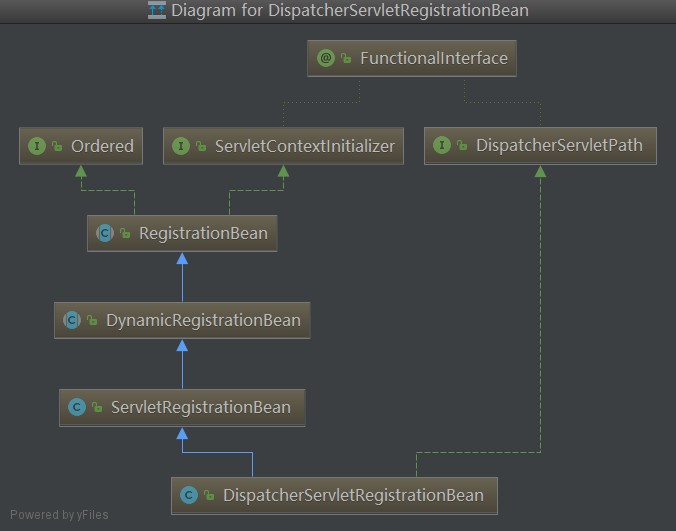 Diagram for DispatcherServletRegistrationBean
@ FunctionalInterface
I Ordered
I ServletContextInitializer
I DispatcherServletPath
C RegistrationBean
C DynamicRegistrationBean
C ServletRegistrationBean
C DispatcherServletRegistrationBean
Powered by yFiles